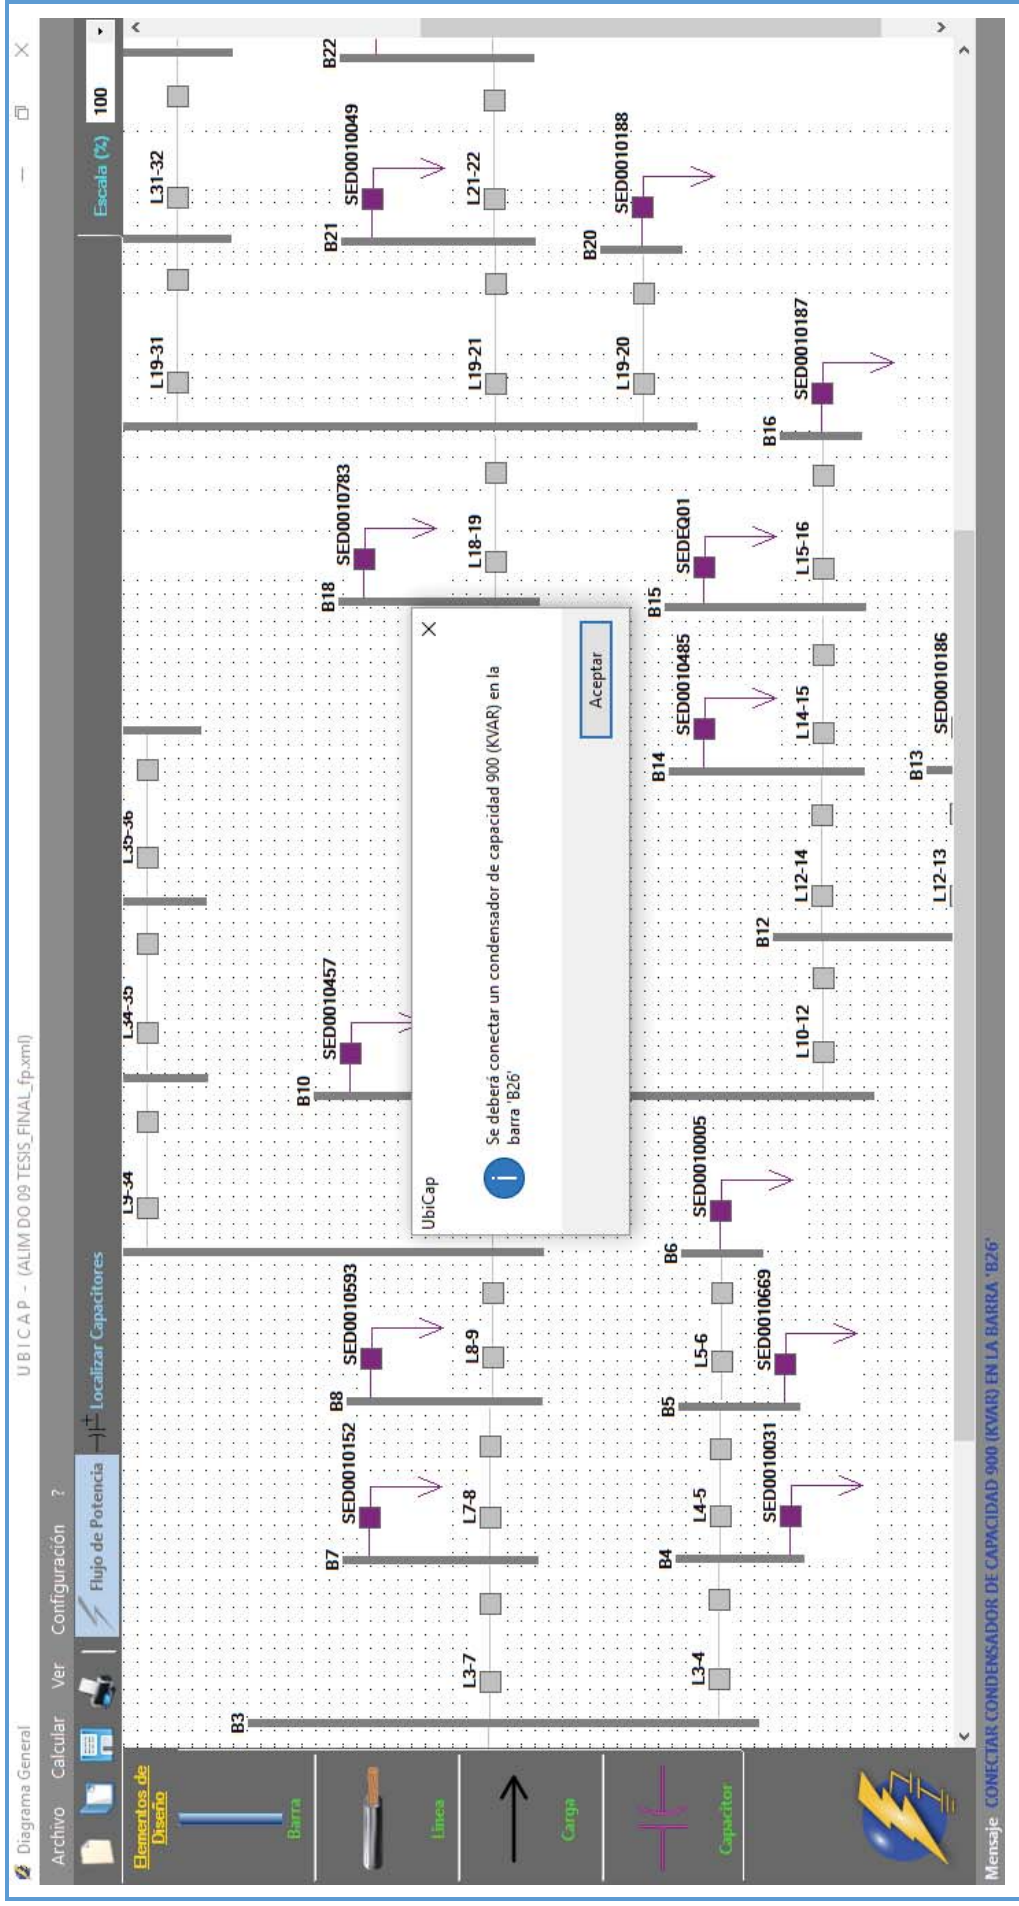 Diagrama General
U B I C A P - (ALIM DO 09 TESIS_FINAL_fp.xml)
Archivo Calcular Ver Configuración ?
Flujo de Potencia
Localizar Capacitores
Escala (%) 100
Elementos de
Diseño
Barra
Línea
Carga
Capacitor
L9-34
L34-35
L35-36
L19-31
L31-32
B3
B10
SED0010457
B18
SED0010783
B21
SED0010049
B22
B7
SED0010152
B8
SED0010593
L3-7
L7-8
L8-9
L18-19
L19-21
L21-22
B20
SED0010188
L19-20
UbiCap
Se deberá conectar un condensador de capacidad 900 (KVAR) en la
barra 'B26'
Aceptar
B4
B5
B6
SED0010005
B14
SED0010485
B15
SEDEQ01
L3-4
L4-5
L5-6
SED0010031
SED0010669
B12
B16
SED0010187
L10-12
L12-14
L14-15
L15-16
L12-13
B13
SED0010186
Mensaje CONECTAR CONDENSADOR DE CAPACIDAD 900 (KVAR) EN LA BARRA 'B26'